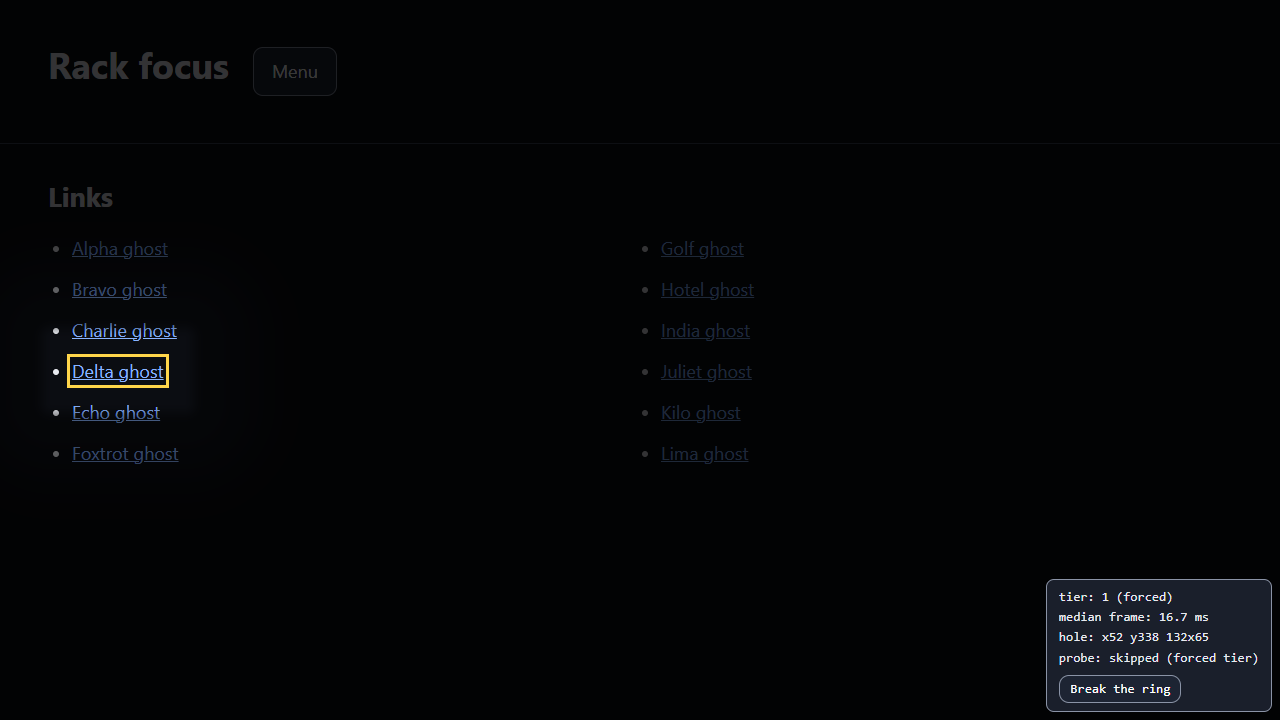 Rack focus
Menu
Links
Alpha ghost
Bravo ghost
Charlie ghost
Delta ghost
Echo ghost
Foxtrot ghost
Golf ghost
Hotel ghost
India ghost
Juliet ghost
Kilo ghost
Lima ghost
tier: 1 (forced)
median frame: 16.7 ms
hole: x52 y338 132x65
probe: skipped (forced tier)
Break the ring